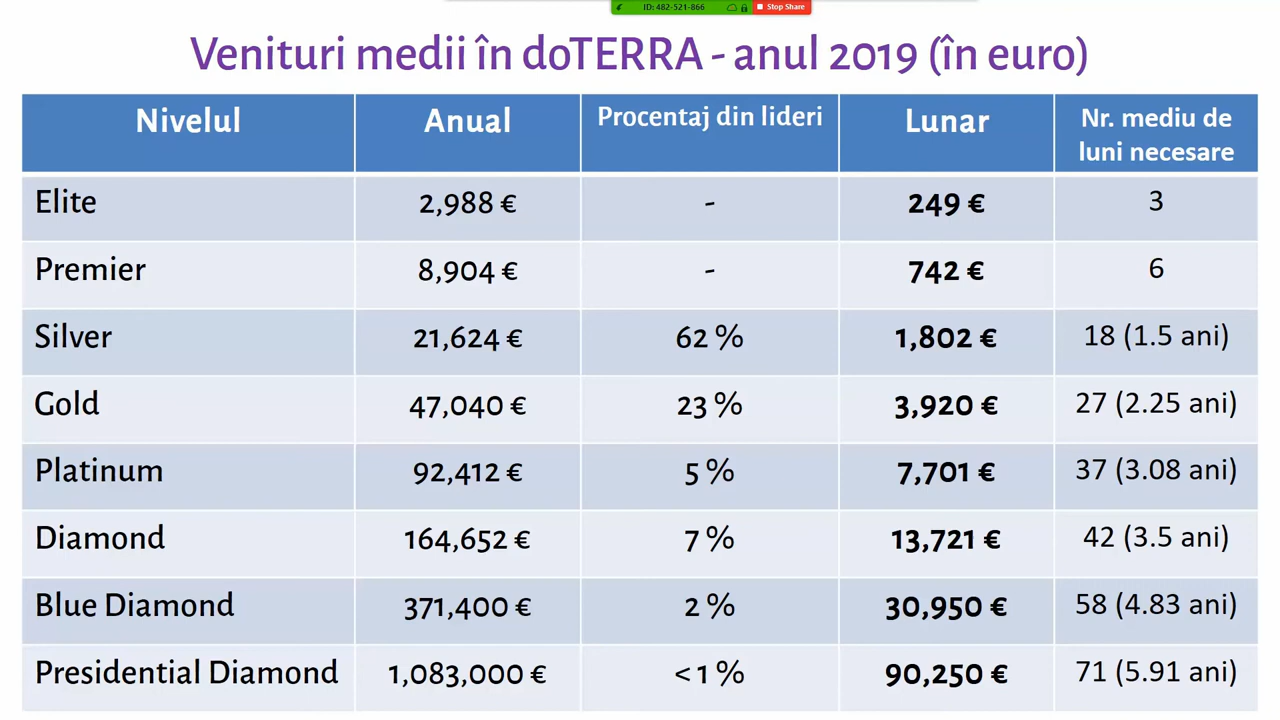 ID: 482-521-866 Stop Share
Venituri medii în doTERRA - anul 2019 (în euro)
Nivelul Anual Procentaj din lideri Lunar Nr. mediu de
luni necesare
Elite 2,988 € - 249 € 3
Premier 8,904 € - 742 € 6
Silver 21,624 € 62 % 1,802 € 18 (1.5 ani)
Gold 47,040 € 23 % 3,920 € 27 (2.25 ani)
Platinum 92,412 € 5 % 7,701 € 37 (3.08 ani)
Diamond 164,652 € 7 % 13,721 € 42 (3.5 ani)
Blue Diamond 371,400 € 2 % 30,950 € 58 (4.83 ani)
Presidential Diamond 1,083,000 € <1 % 90,250 € 71 (5.91 ani)